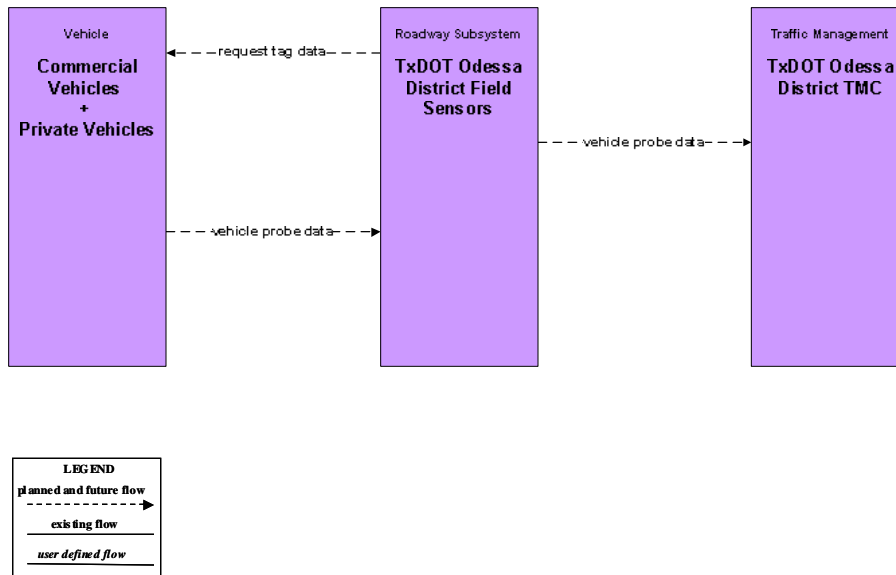 Vehicle
Commercial
Vehicles
+
Private Vehicles
request tag data
Roadway Subsystem
TxDOT Odessa
District Field
Sensors
Traffic Management
TxDOT Odessa
District TMC
vehicle probe data
vehicle probe data
LEGEND
planned and future flow
existing flow
user defined flow